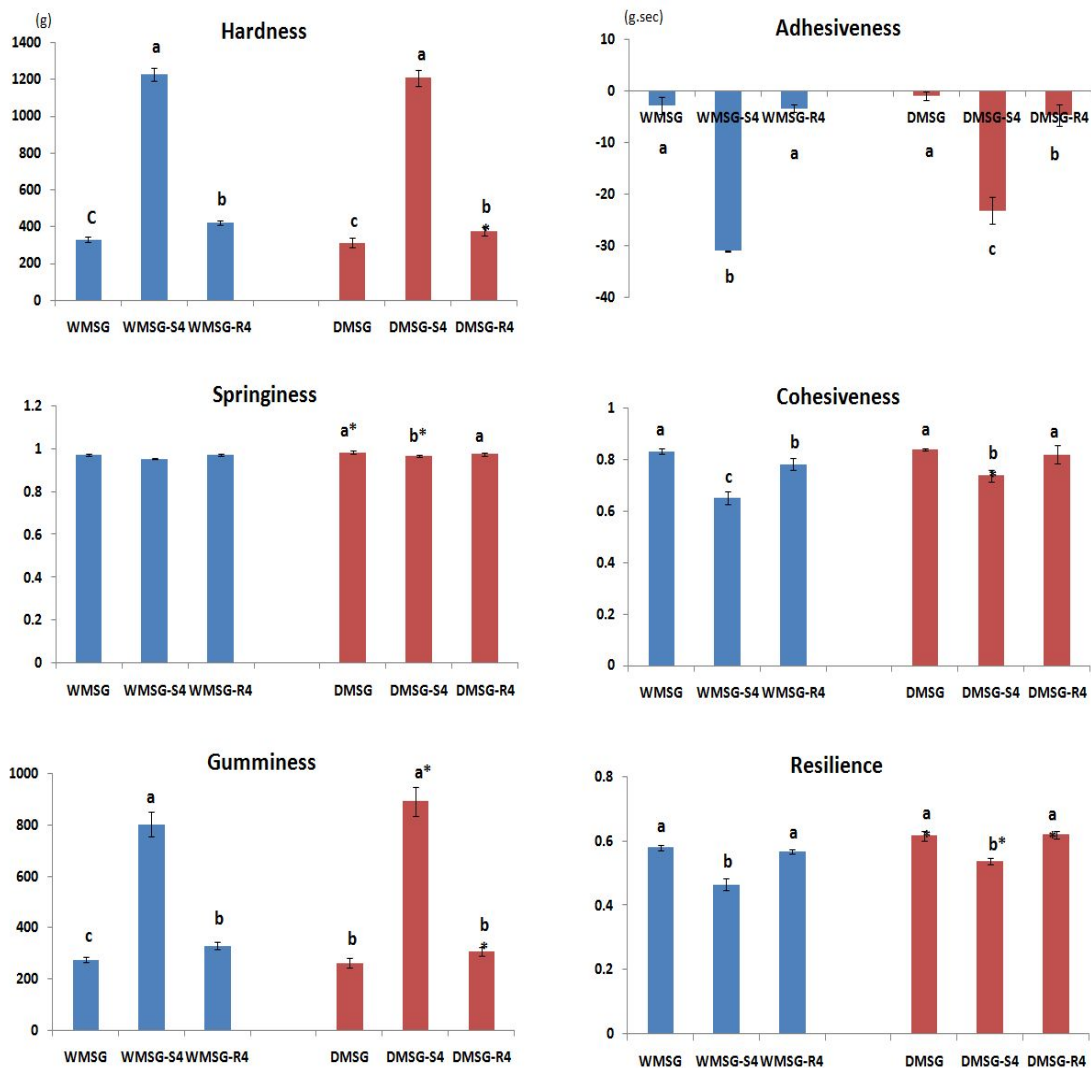 (g)
Hardness
1400
1200
1000
800
600
400
200
0
C
a
b
c
a
b
*
WMSG WMSG-S4 WMSG-R4 DMSG DMSG-S4 DMSG-R4
(g.sec)
Adhesiveness
10
0
-10
-20
-30
-40
WMSG WMSG-S4 WMSG-R4 DMSG DMSG-S4 DMSG-R4
a
b
a
a
c
b
Springiness
1.2
1
0.8
0.6
0.4
0.2
0
a* b* a
WMSG WMSG-S4 WMSG-R4 DMSG DMSG-S4 DMSG-R4
Cohesiveness
1
0.8
0.6
0.4
0.2
0
a
c
b
a
b
*
a
WMSG WMSG-S4 WMSG-R4 DMSG DMSG-S4 DMSG-R4
Gumminess
1000
800
600
400
200
0
c
a
b
b
a*
b
*
WMSG WMSG-S4 WMSG-R4 DMSG DMSG-S4 DMSG-R4
Resilience
0.8
0.6
0.4
0.2
0
a
b
a
a
*
b*
a
*
WMSG WMSG-S4 WMSG-R4 DMSG DMSG-S4 DMSG-R4